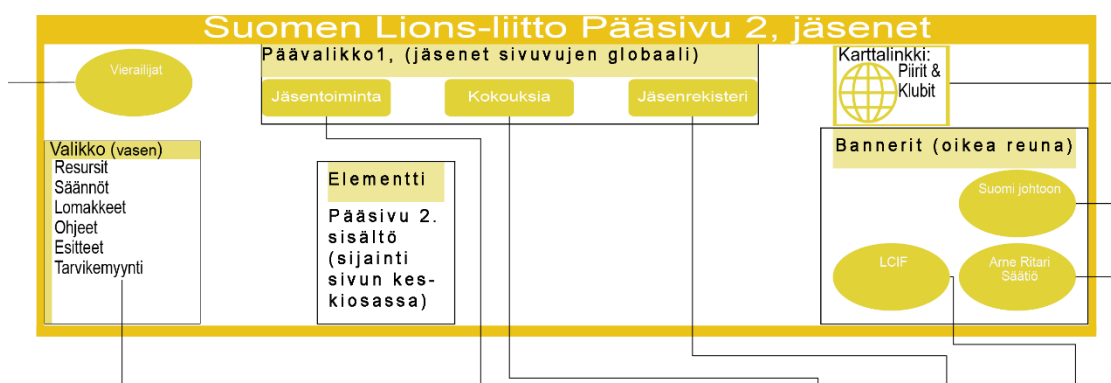 Suomen Lions-liitto Pääsivu 2, jäsenet
Vierailijat
Päävalikko1, (jäsenet sivuvujen globaali)
Jäsentoiminta
Kokouksia
Jäsenrekisteri
Karttalinkki:
Piirit &
Klubit
Valikko (vasen)
Resursit
Säännöt
Lomakkeet
Ohjeet
Esitteet
Tarvikemyynti
Elementti
Pääsivu 2.
sisältö
(sijainti
sivun kes-
kiosassa)
Bannerit (oikea reuna)
Suomi johtoon
LCIF
Arne Ritari
Säätiö